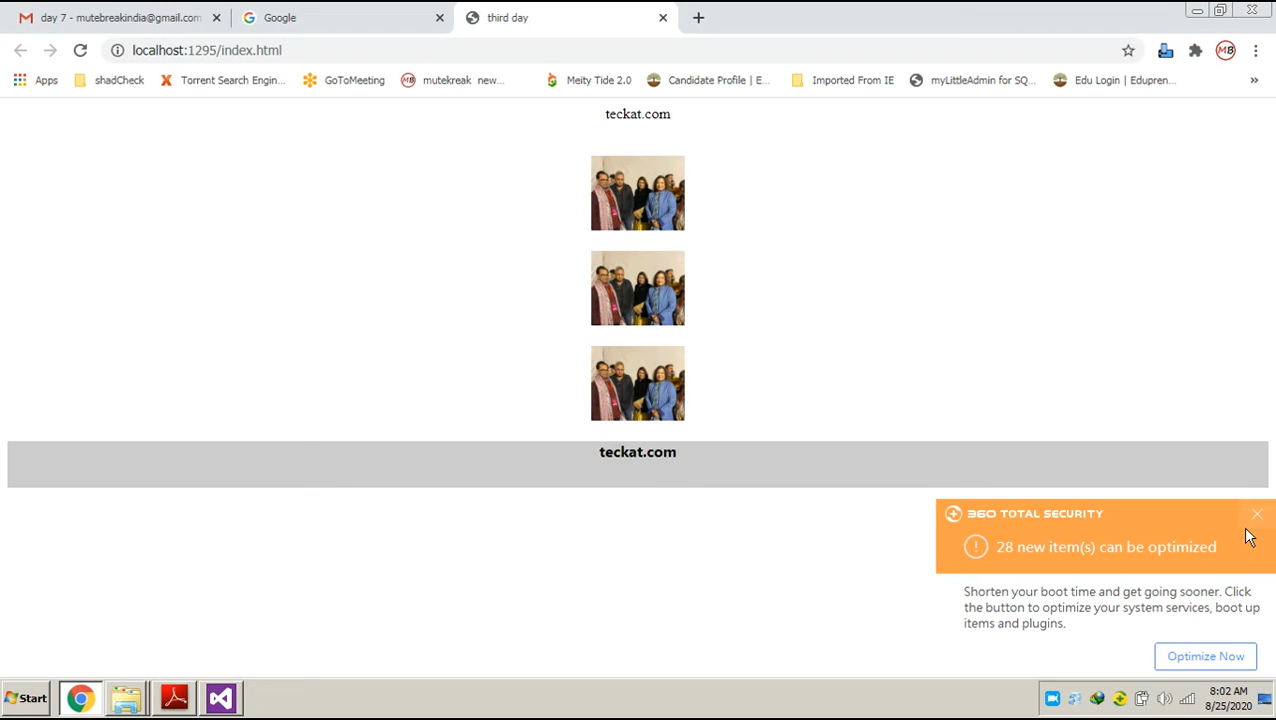 day 7 - mutebreakindia@gmail.com
Google
third day
localhost:1295/index.html
MB
Apps
shadCheck
Torrent Search Engin...
GoToMeeting
mutekreak new...
Meity Tide 2.0
Candidate Profile | E...
Imported From IE
myLittleAdmin for SQ...
Edu Login | Edupren...
teckat.com
teckat.com
360 TOTAL SECURITY
28 new item(s) can be optimized
Shorten your boot time and get going sooner. Click
the button to optimize your system services, boot up
items and plugins.
Optimize Now
Start
8:02 AM
8/25/2020